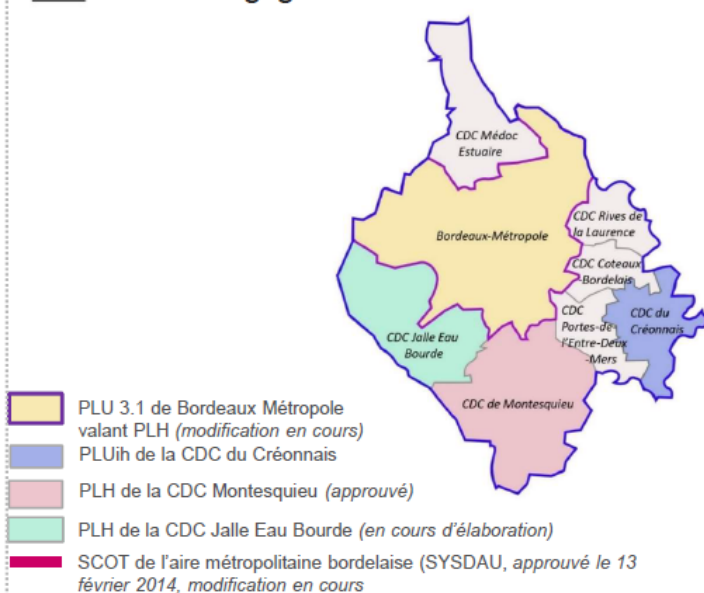 CDC Médoc
Estuaire
CDC Rives de
la Laurence
Bordeaux-Métropole
CDC Coteaux
Bordelais
CDC
Portes-de-
l'Entre-Deux
-Mers
CDC du
Créonnais
CDC Jalle Eau
Bourde
CDC de Montesquieu
PLU 3.1 de Bordeaux Métropole
valant PLH (modification en cours)
PLUih de la CDC du Créonnais
PLH de la CDC Montesquieu (approuvé)
PLH de la CDC Jalle Eau Bourde (en cours d'élaboration)
SCOT de l'aire métropolitaine bordelaise (SYSDAU, approuvé le 13
février 2014, modification en cours